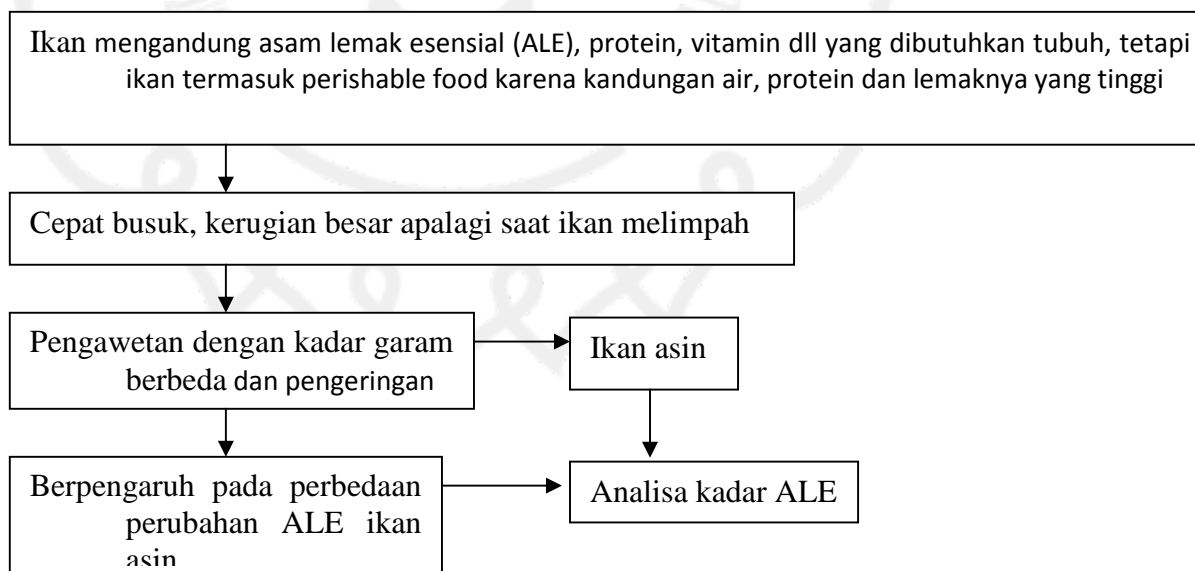 Ikan mengandung asam lemak esensial (ALE), protein, vitamin dll yang dibutuhkan tubuh, tetapi
ikan termasuk perishable food karena kandungan air, protein dan lemaknya yang tinggi
Cepat busuk, kerugian besar apalagi saat ikan melimpah
Pengawetan dengan kadar garam
berbeda dan pengeringan
Ikan asin
Berpengaruh pada perbedaan
perubahan ALE ikan
asin
Analisa kadar ALE